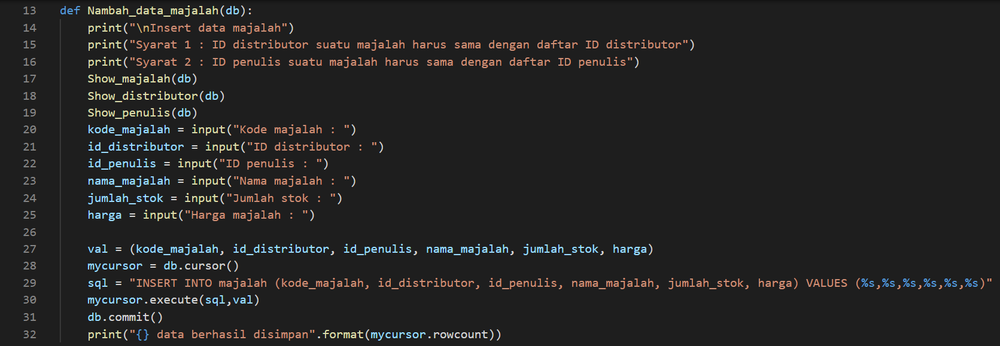 13 def Nambah_data_majalah(db):
14     print("\nInsert data majalah")
15     print("Syarat 1 : ID distributor suatu majalah harus sama dengan daftar ID distributor")
16     print("Syarat 2 : ID penulis suatu majalah harus sama dengan daftar ID penulis")
17     Show_majalah(db)
18     Show_distributor(db)
19     Show_penulis(db)
20     kode_majalah = input("Kode majalah : ")
21     id_distributor = input("ID distributor : ")
22     id_penulis = input("ID penulis : ")
23     nama_majalah = input("Nama majalah : ")
24     jumlah_stok = input("Jumlah stok : ")
25     harga = input("Harga majalah : ")
26
27     val = (kode_majalah, id_distributor, id_penulis, nama_majalah, jumlah_stok, harga)
28     mycursor = db.cursor()
29     sql = "INSERT INTO majalah (kode_majalah, id_distributor, id_penulis, nama_majalah, jumlah_stok, harga) VALUES (%s,%s,%s,%s,%s,%s)"
30     mycursor.execute(sql,val)
31     db.commit()
32     print("{} data berhasil disimpan".format(mycursor.rowcount))